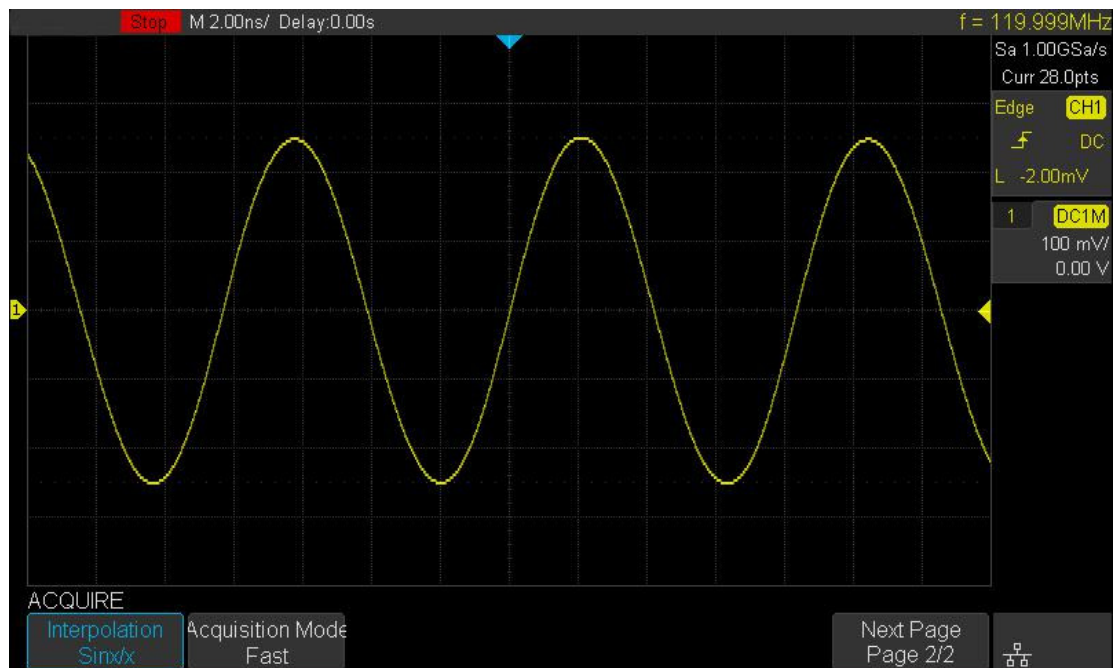 Stop M 2.00ns/ Delay:0.00s f = 119.999MHz
Sa 1.00GSa/s
Curr 28.0pts
Edge CH1
DC
L -2.00mV
1 DC1M
100 mV/
0.00 V
1
ACQUIRE
Interpolation
Sinx/x
Acquisition Mode
Fast
Next Page
Page 2/2